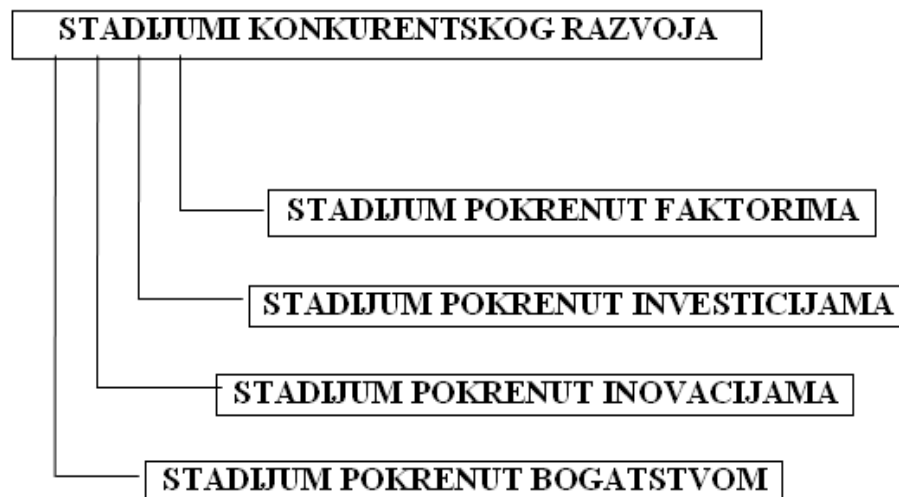 STADIJUMI KONKURENTSKOG RAZVOJA
STADIJUM POKRENUT FAKTORIMA
STADIJUM POKRENUT INVESTICIJAMA
STADIJUM POKRENUT INOVACIJAMA
STADIJUM POKRENUT BOGATSTVOM